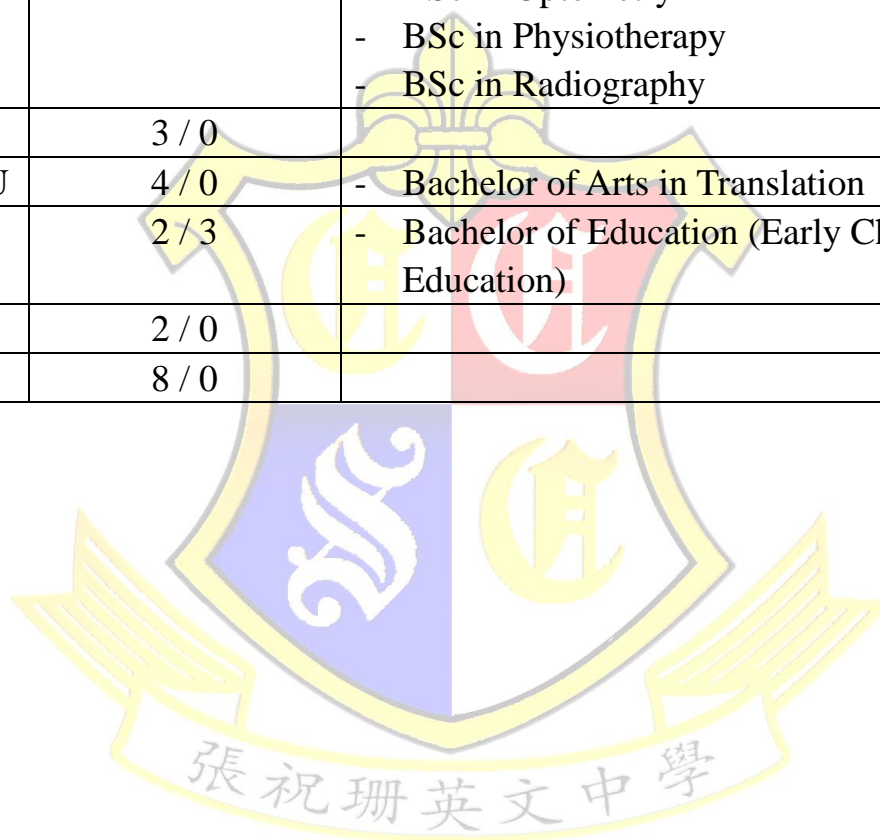 - BSc in Physiotherapy
- BSc in Radiography
3 / 0
4 / 0 - Bachelor of Arts in Translation
2 / 3 - Bachelor of Education (Early
Education)
2 / 0
8 / 0
C C
S C
張祝珊英文中學